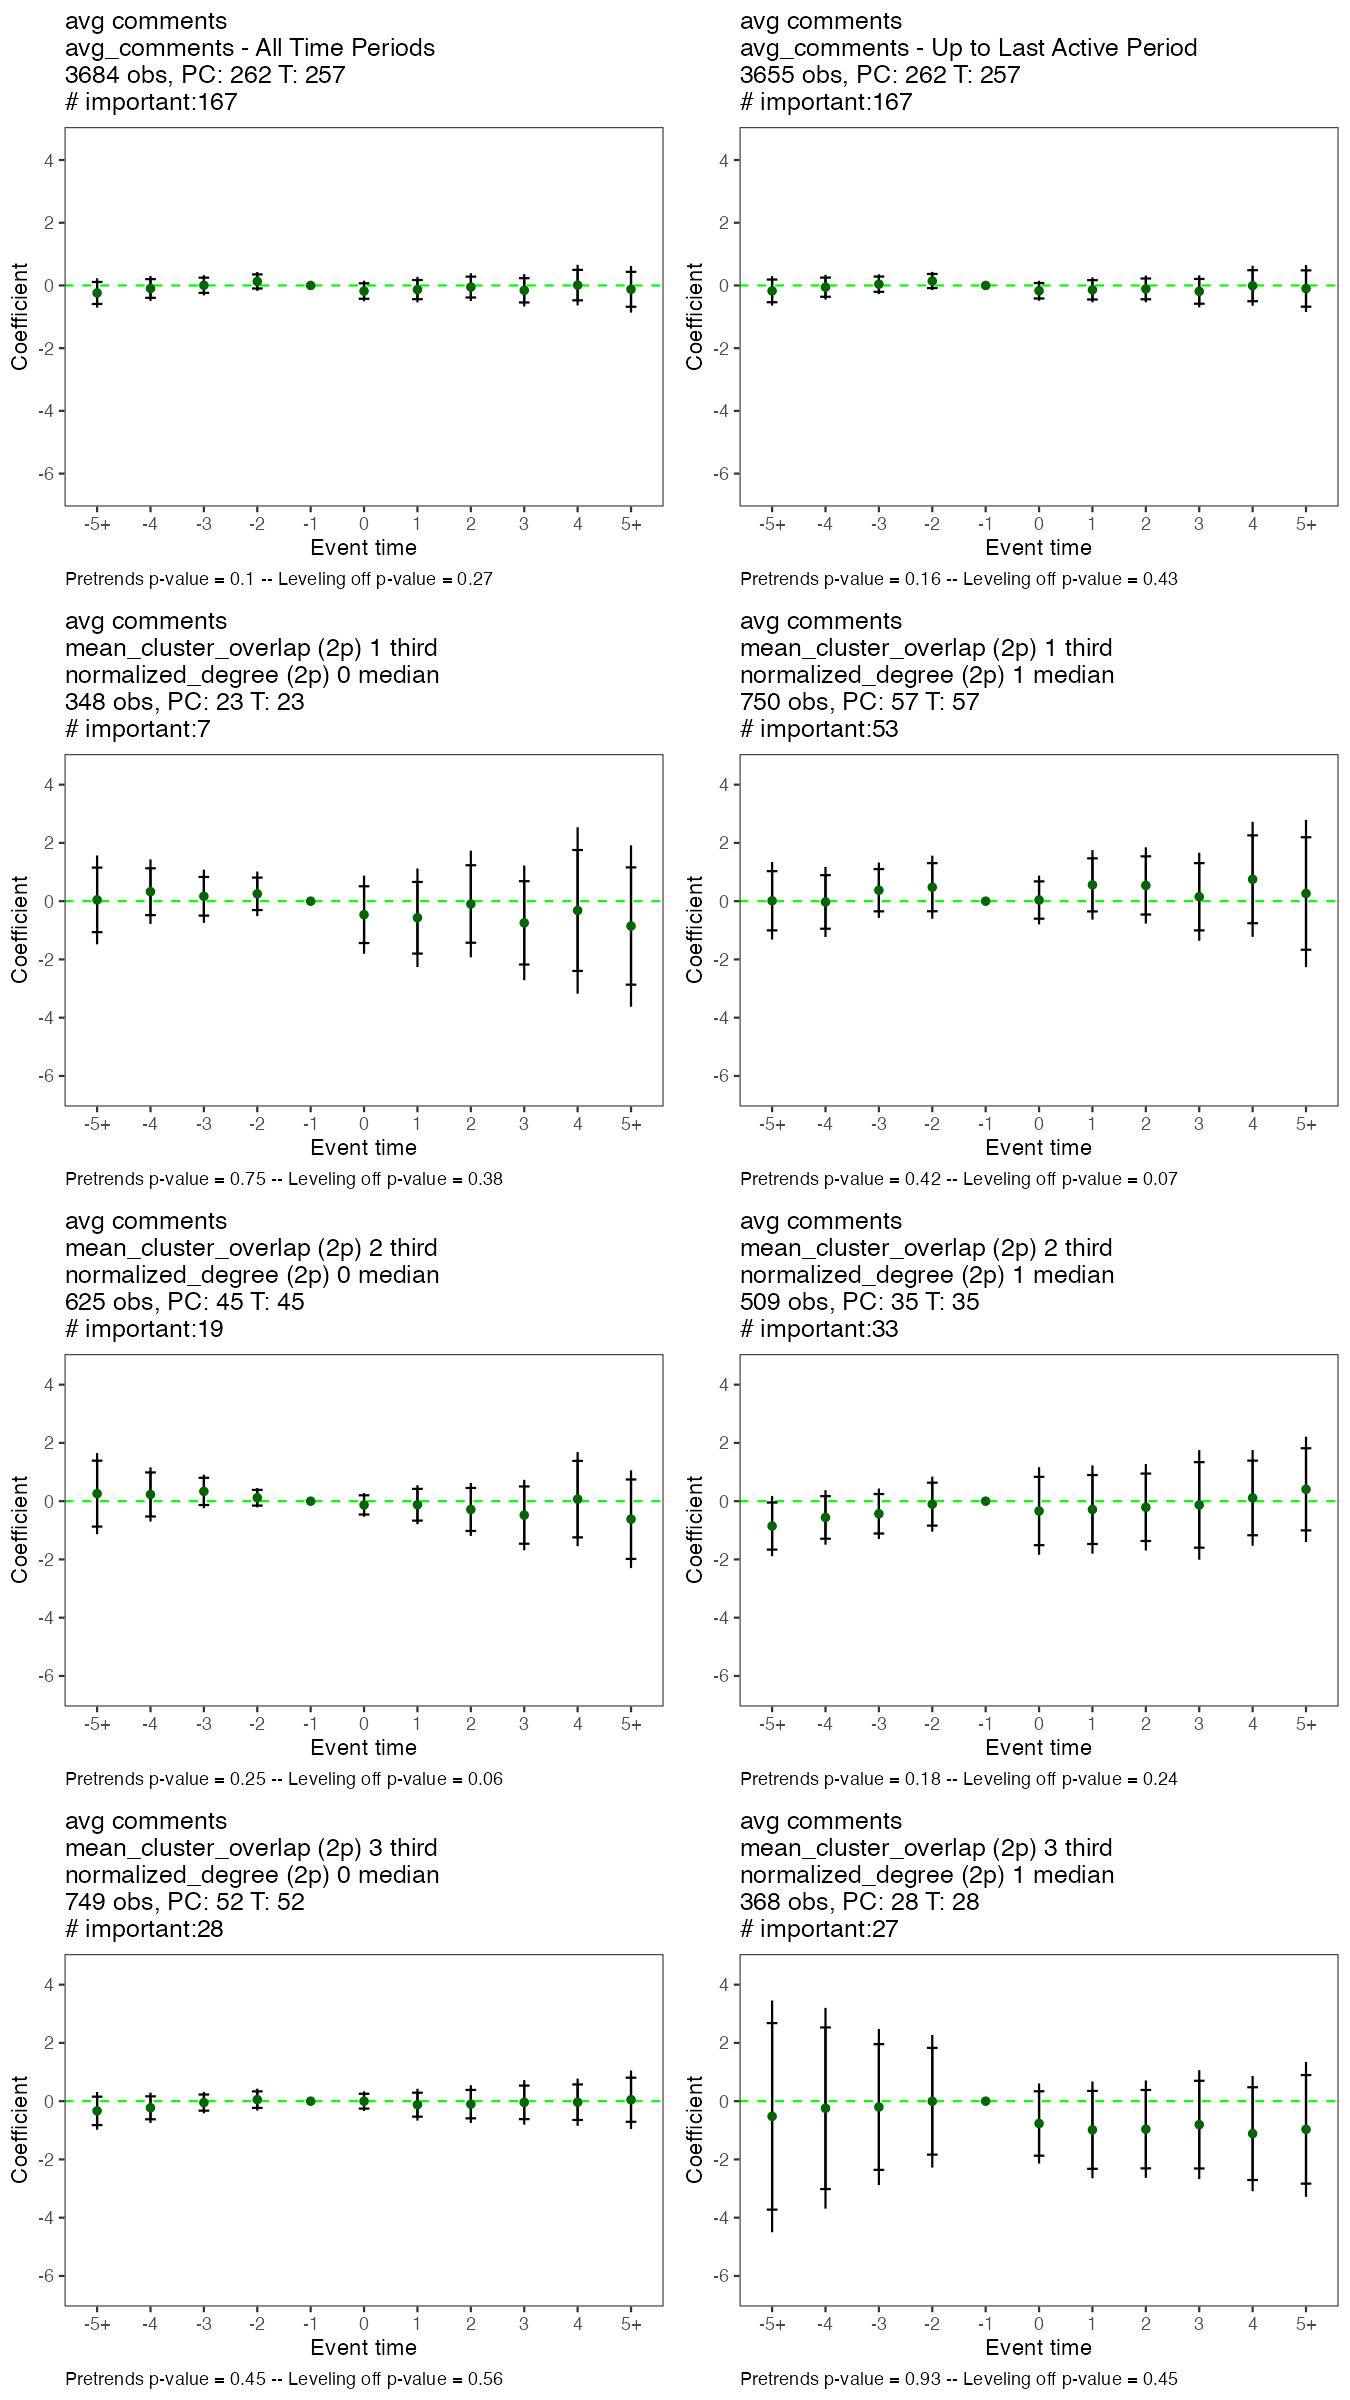 avg comments
avg_comments - All Time Periods
3684 obs, PC: 262 T: 257
# important:167
4
2
0
-2
-4
-6
Coefficient
-5+ -4 -3 -2 -1 0 1 2 3 4 5+
Event time
Pretrends p-value = 0.1 -- Leveling off p-value = 0.27
avg comments
avg_comments - Up to Last Active Period
3655 obs, PC: 262 T: 257
# important:167
4
2
0
-2
-4
-6
Coefficient
-5+ -4 -3 -2 -1 0 1 2 3 4 5+
Event time
Pretrends p-value = 0.16 -- Leveling off p-value = 0.43
avg comments
mean_cluster_overlap (2p) 1 third
normalized_degree (2p) 0 median
348 obs, PC: 23 T: 23
# important:7
4
2
0
-2
-4
-6
Coefficient
-5+ -4 -3 -2 -1 0 1 2 3 4 5+
Event time
Pretrends p-value = 0.75 -- Leveling off p-value = 0.38
avg comments
mean_cluster_overlap (2p) 1 third
normalized_degree (2p) 1 median
750 obs, PC: 57 T: 57
# important:53
4
2
0
-2
-4
-6
Coefficient
-5+ -4 -3 -2 -1 0 1 2 3 4 5+
Event time
Pretrends p-value = 0.42 -- Leveling off p-value = 0.07
avg comments
mean_cluster_overlap (2p) 2 third
normalized_degree (2p) 0 median
625 obs, PC: 45 T: 45
# important:19
4
2
0
-2
-4
-6
Coefficient
-5+ -4 -3 -2 -1 0 1 2 3 4 5+
Event time
Pretrends p-value = 0.25 -- Leveling off p-value = 0.06
avg comments
mean_cluster_overlap (2p) 2 third
normalized_degree (2p) 1 median
509 obs, PC: 35 T: 35
# important:33
4
2
0
-2
-4
-6
Coefficient
-5+ -4 -3 -2 -1 0 1 2 3 4 5+
Event time
Pretrends p-value = 0.18 -- Leveling off p-value = 0.24
avg comments
mean_cluster_overlap (2p) 3 third
normalized_degree (2p) 0 median
749 obs, PC: 52 T: 52
# important:28
4
2
0
-2
-4
-6
Coefficient
-5+ -4 -3 -2 -1 0 1 2 3 4 5+
Event time
Pretrends p-value = 0.45 -- Leveling off p-value = 0.56
avg comments
mean_cluster_overlap (2p) 3 third
normalized_degree (2p) 1 median
368 obs, PC: 28 T: 28
# important:27
4
2
0
-2
-4
-6
Coefficient
-5+ -4 -3 -2 -1 0 1 2 3 4 5+
Event time
Pretrends p-value = 0.93 -- Leveling off p-value = 0.45